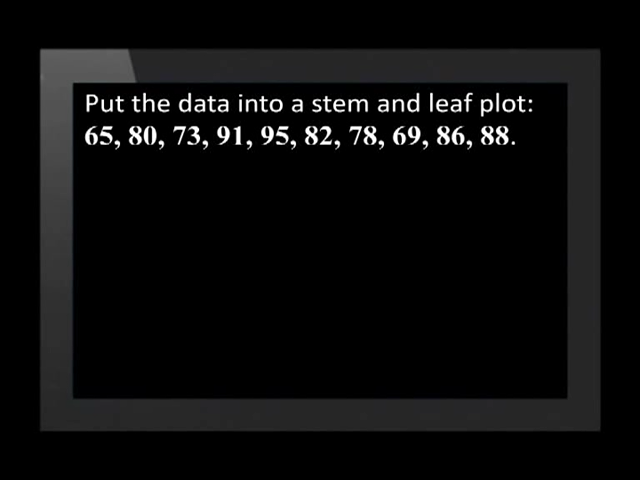 Put the data into a stem and leaf plot:
65, 80, 73, 91, 95, 82, 78, 69, 86, 88.